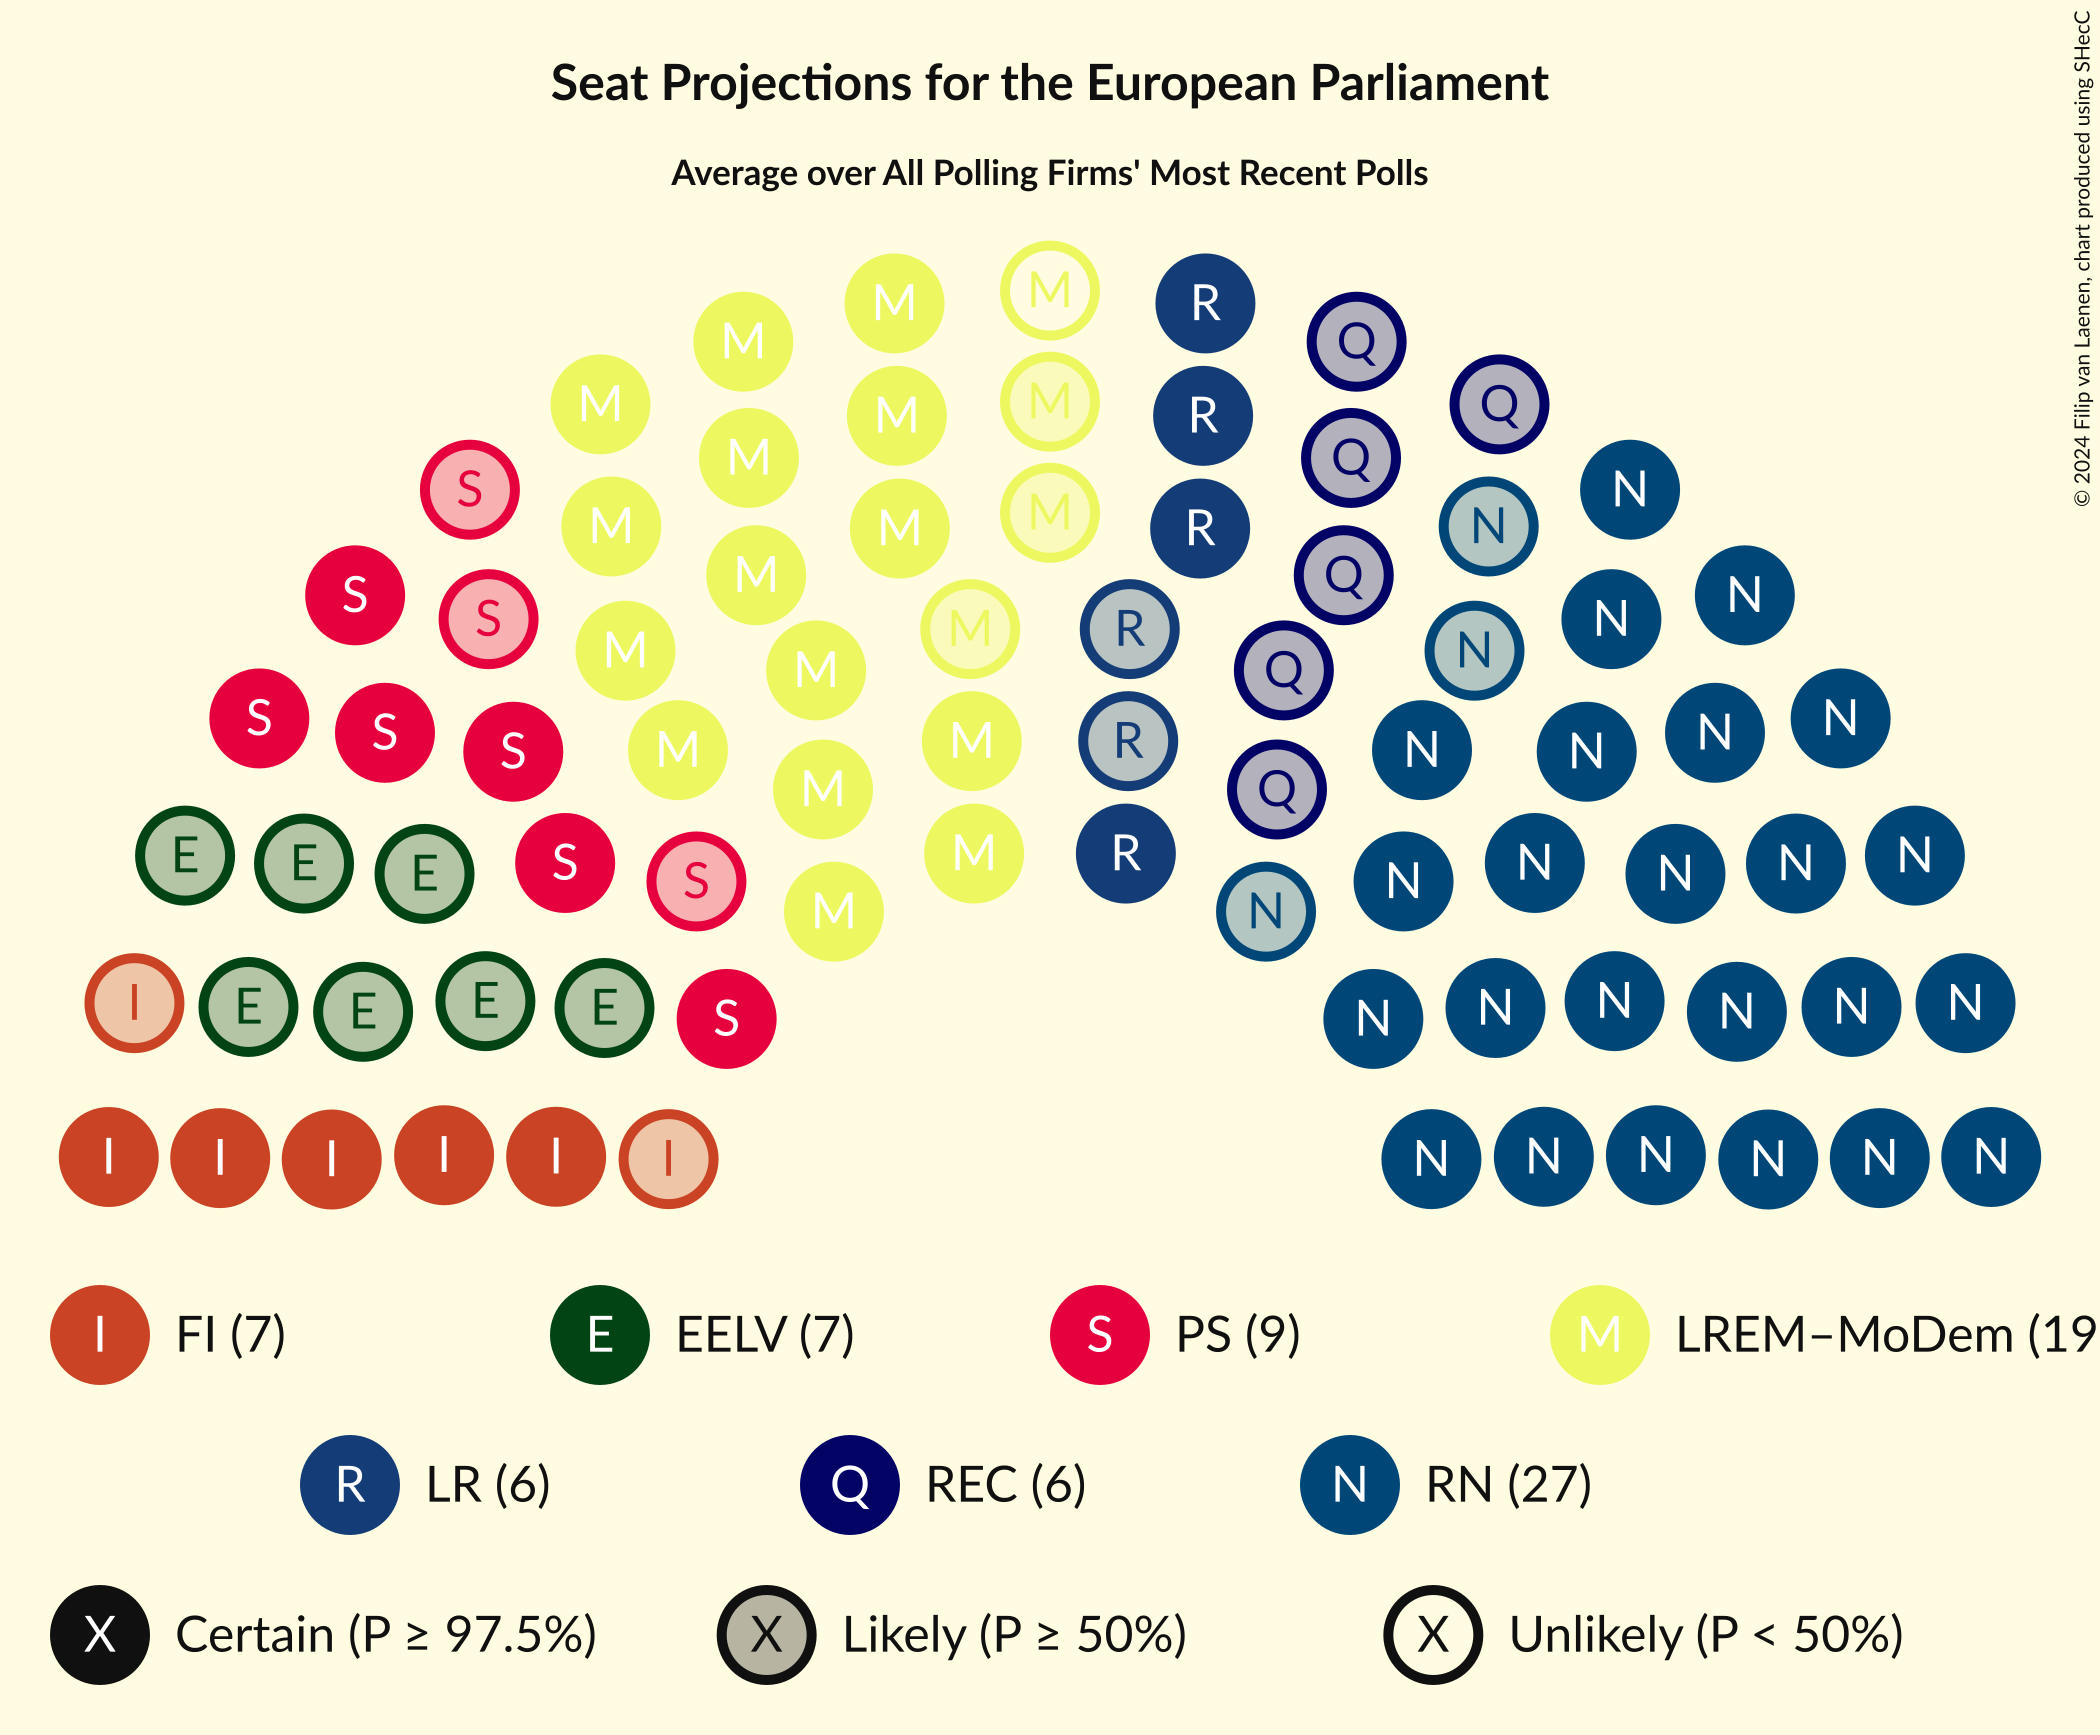 Seat Projections for the European Parliament
Average over All Polling Firms' Most Recent Polls
© 2024 Filip van Laenen, chart produced using SHecC
M M M R Q
M M M R Q Q
M M R Q
S M M M R N N
S S M M Q N N
M R
S S S M M M R Q N N N N N
E E E S S M M R Q N N N N N
M N
I E E E E S N N N N N N
I I I I I I N N N N N N
I FI (7) E EELV (7) S PS (9) M LREM–MoDem (19
R LR (6) Q REC (6) N RN (27)
X Certain (P ≥ 97.5%) X Likely (P ≥ 50%) X Unlikely (P < 50%)